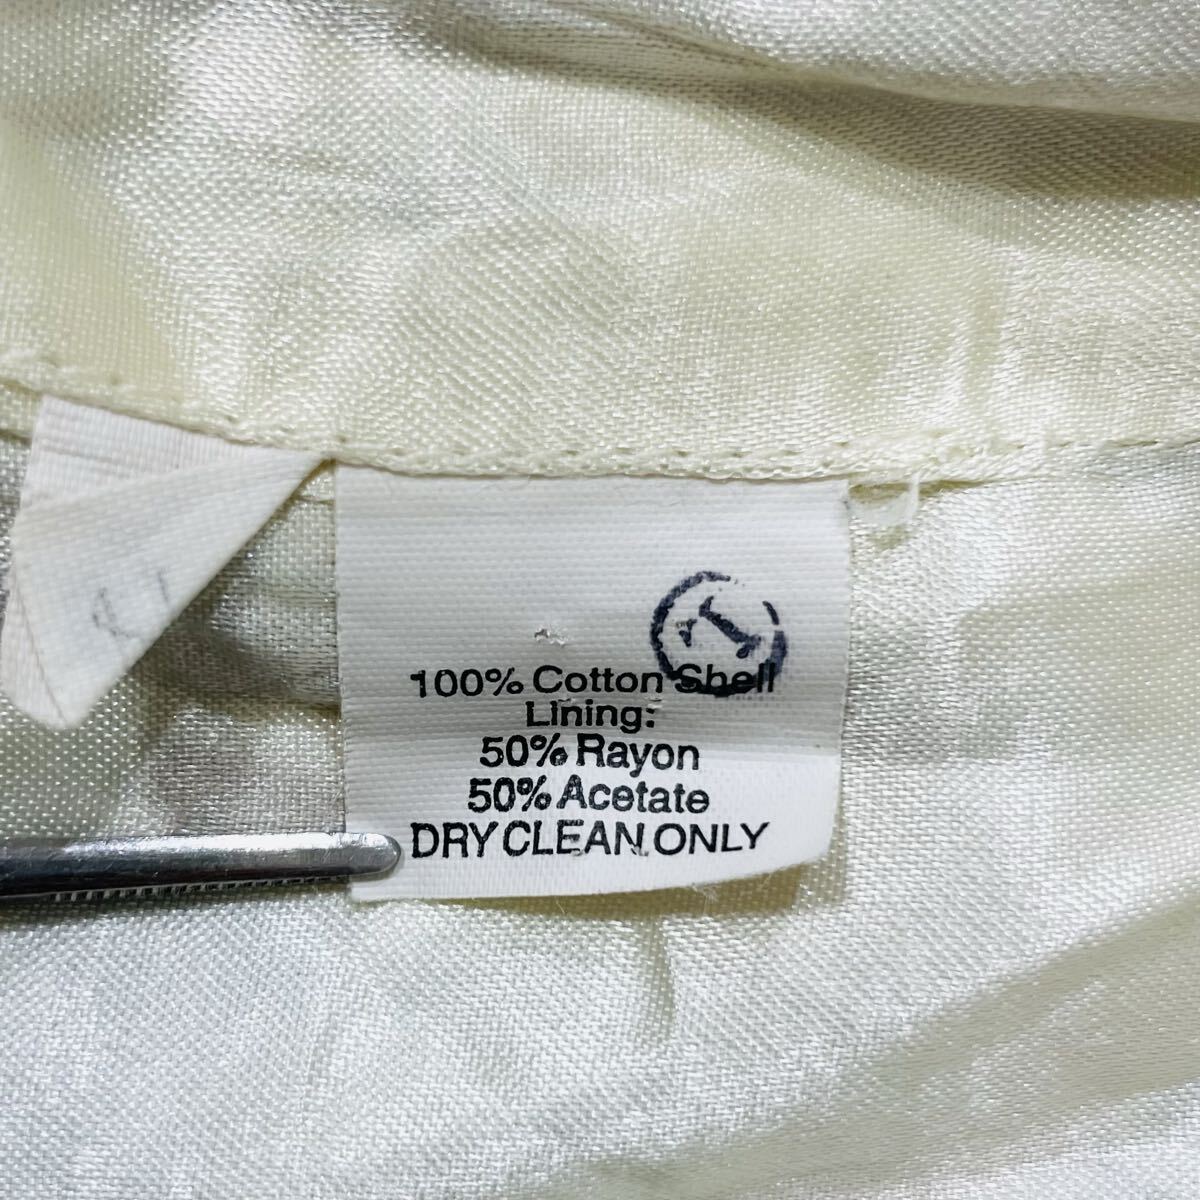 100% Cotton Shell
Lining:
50% Rayon
50% Acetate
DRY CLEAN ONLY